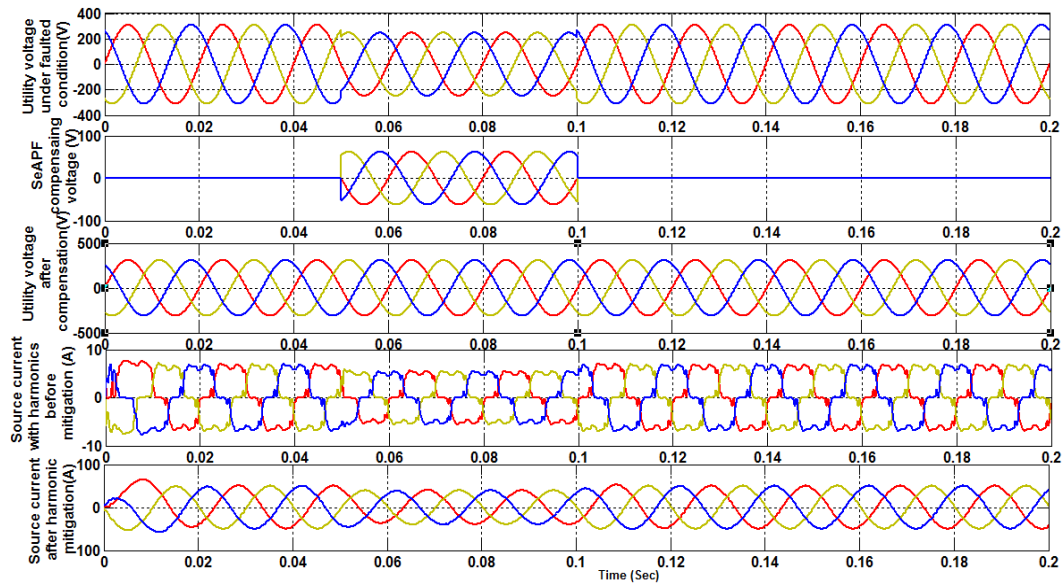 Utility voltage
under faulted
condition(V)
400
200
0
-200
-400
0 0.02 0.04 0.06 0.08 0.1 0.12 0.14 0.16 0.18 0.2
SeAPF
compensaing
voltage (V)
100
0
-100
0 0.02 0.04 0.06 0.08 0.1 0.12 0.14 0.16 0.18 0.2
Utility voltage
after
compensation(V)
500
0
-500
0 0.02 0.04 0.06 0.08 0.1 0.12 0.14 0.16 0.18 0.2
Source current
with harmonics
before
mitigation (A)
10
0
-10
0 0.02 0.04 0.06 0.08 0.1 0.12 0.14 0.16 0.18 0.2
Source current
after harmonic
mitigation(A)
100
0
100
0 0.02 0.04 0.06 0.08 0.1 0.12 0.14 0.16 0.18 0.2
Time (Sec)